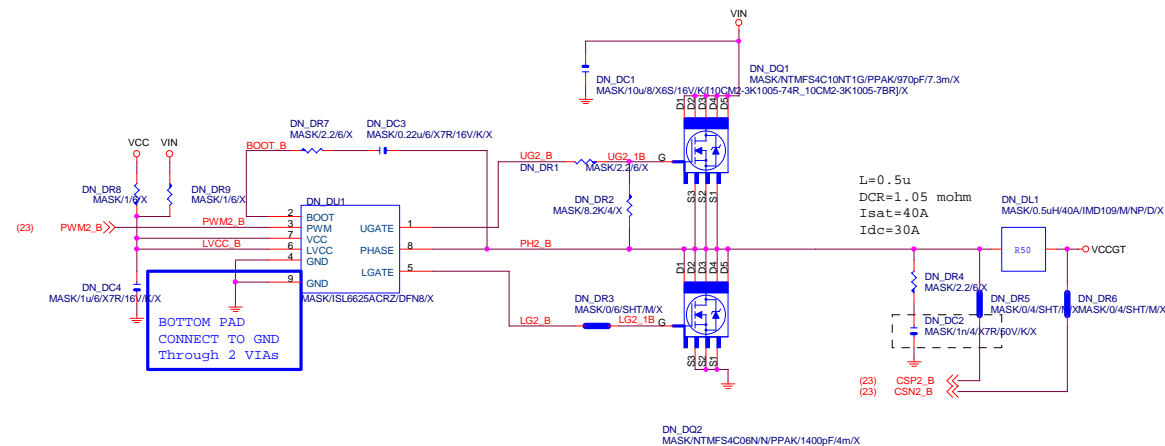 VIN
DN_DQ1
MASK/NTMFS4C10NT1G/PPAK/970pF/7.3m/X
DN_DC1
MASK/10u/8/X6S/16V/K/[10CM2-3K1005-74R_10CM2-3K1005-7BR]/X
D1
D2
D3
D4
D5
DN_DR7
MASK/2.2/6/X
DN_DC3
MASK/0.22u/6/X7R/16V/K/X
VCC
VIN
BOOT_B
UG2_B
UG2_1B
G
DN_DR1
MASK/2.2/6/X
S3
S2
S1
DN_DR8
MASK/1/6/X
DN_DR9
MASK/1/6/X
DN_DU1
DN_DR2
MASK/8.2K/4/X
L=0.5u
DCR=1.05 mohm
Isat=40A
Idc=30A
DN_DL1
MASK/0.5uH/40A/IMD109/M/NP/D/X
(23)
PWM2_B
PWM2_B
2
BOOT
3
PWM
7
VCC
6
LVCC
4
GND
9
GND
UGATE
1
PHASE
8
LGATE
5
LVCC_B
PH2_B
R50
VCCGT
D1
D2
D3
D4
D5
DN_DC4
MASK/1u/6/X7R/16V/K/X
MASK/ISL6625ACRZ/DFN8/X
DN_DR4
MASK/2.2/6/X
DN_DR5
MASK/0/4/SHT/M/X
DN_DR6
MASK/0/4/SHT/M/X
DN_DR3
MASK/0/6/SHT/M/X
LG2_B
LG2_1B
G
S3
S2
S1
BOTTOM PAD
CONNECT TO GND
Through 2 VIAs
DN_DC2
MASK/1n/4/X7R/50V/K/X
(23)
CSP2_B
(23)
CSN2_B
DN_DQ2
MASK/NTMFS4C06N/N/PPAK/1400pF/4m/X